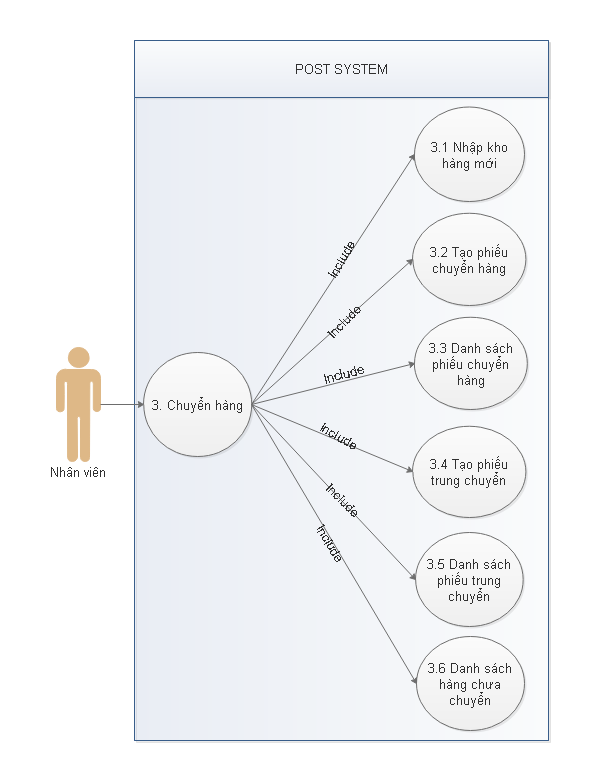 POST SYSTEM
3.1 Nhập kho
hàng mới
Include
3.2 Tạo phiếu
chuyển hàng
Include
3.3 Danh sách
phiếu chuyển
hàng
Include
3. Chuyển hàng
Nhân viên
Include
3.4 Tạo phiếu
trung chuyển
Include
3.5 Danh sách
phiếu trung
chuyển
Include
3.6 Danh sách
hàng chưa
chuyển